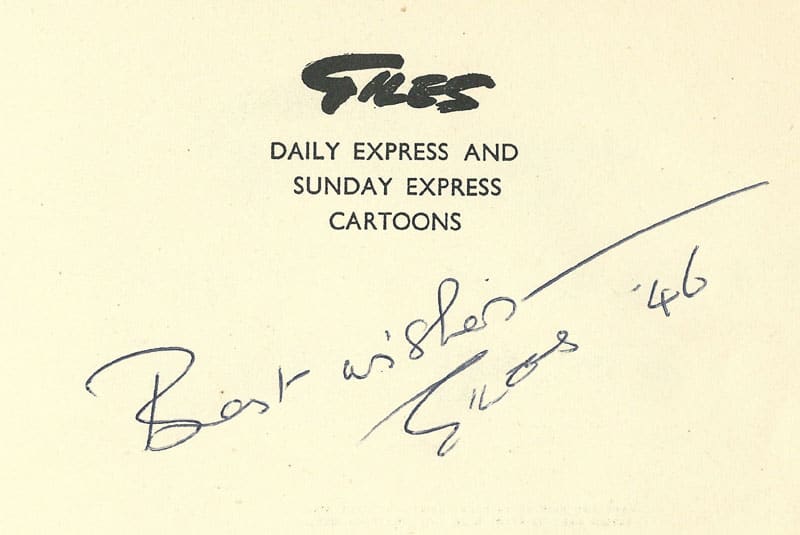 GILES
DAILY EXPRESS AND
SUNDAY EXPRESS
CARTOONS
Best wishes
Giles '46